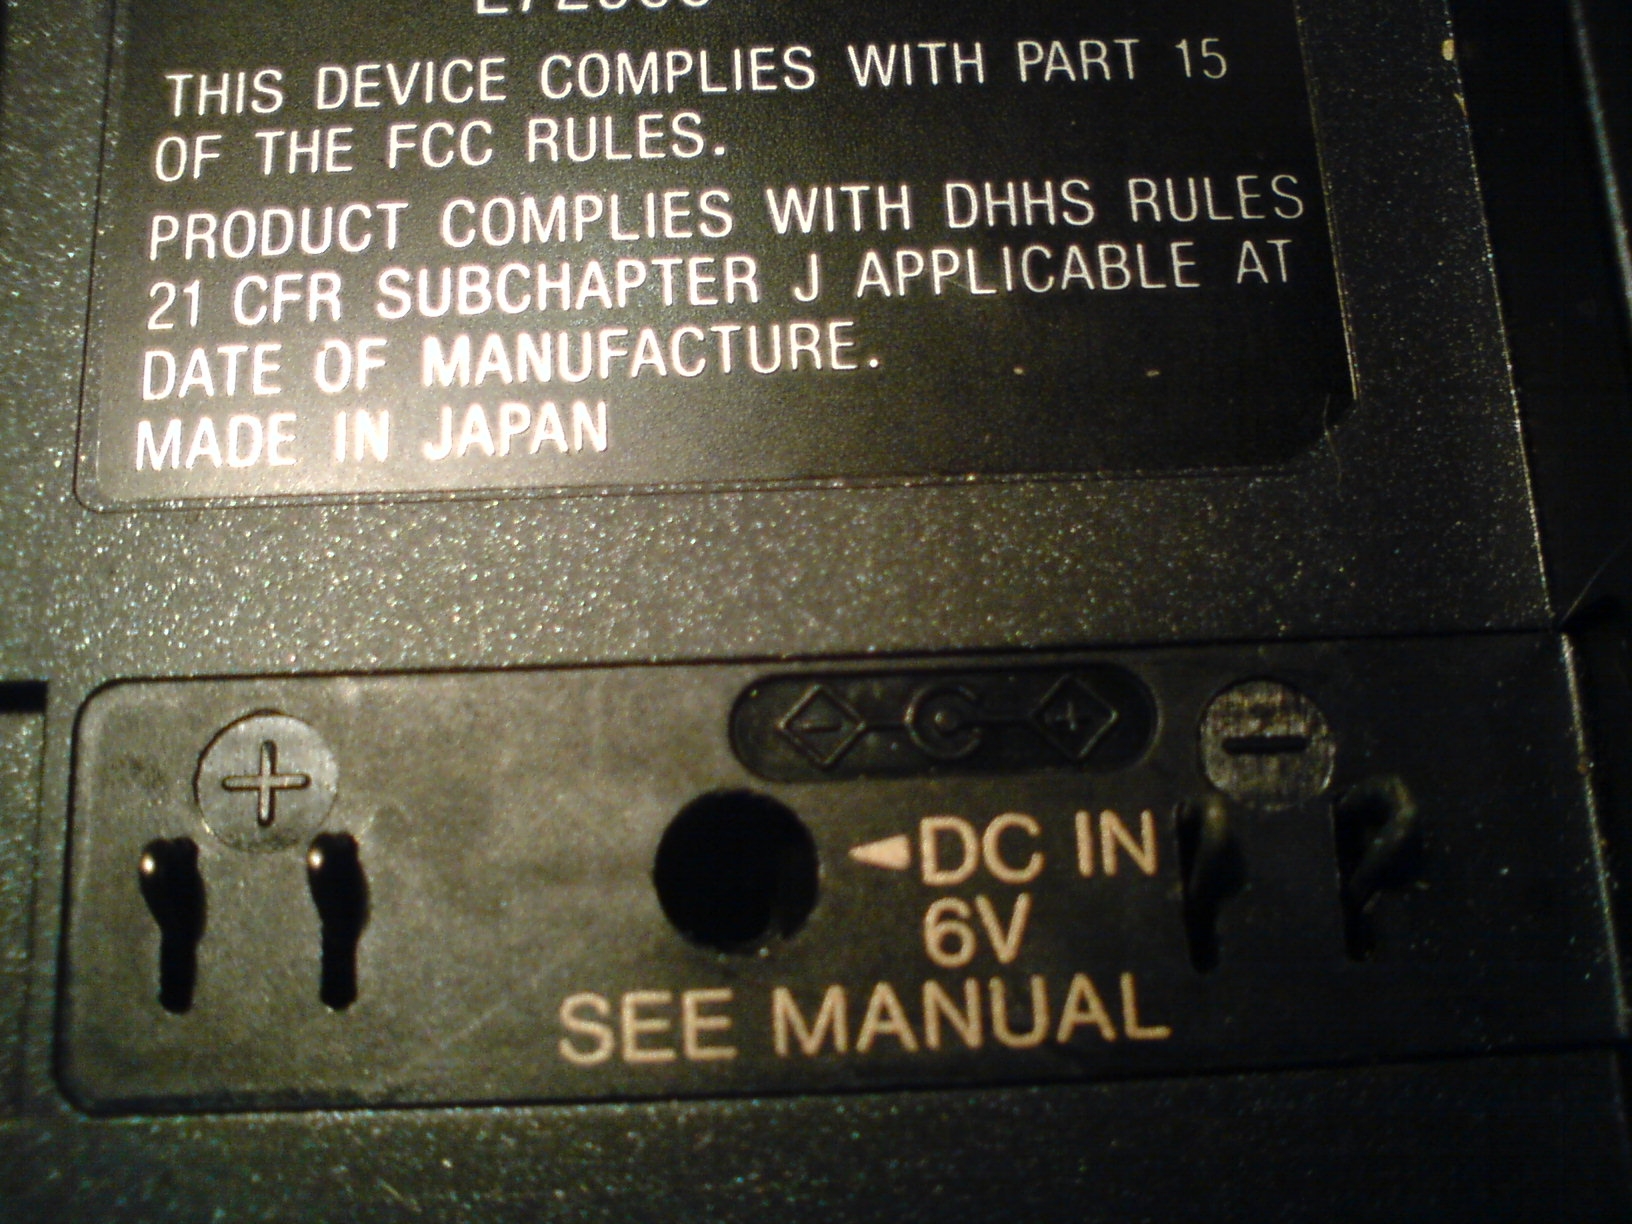 THIS DEVICE COMPLIES WITH PART 15
OF THE FCC RULES.
PRODUCT COMPLIES WITH DHHS RULES
21 CFR SUBCHAPTER J APPLICABLE AT
DATE OF MANUFACTURE.
MADE IN JAPAN
DC IN
6V
SEE MANUAL